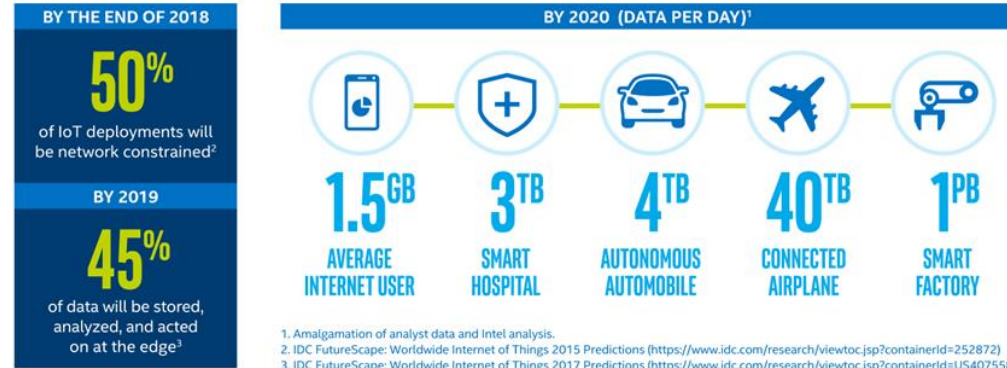 BY THE END OF 2018
50%
of IoT deployments will
be network constrained²
BY 2019
45%
of data will be stored,
analyzed, and acted
on at the edge³
BY 2020 (DATA PER DAY)¹
1.5GB
AVERAGE
INTERNET USER
3TB
SMART
HOSPITAL
4TB
AUTONOMOUS
AUTOMOBILE
40TB
CONNECTED
AIRPLANE
1PB
SMART
FACTORY
1. Amalgamation of analyst data and Intel analysis.
2. IDC FutureScape: Worldwide Internet of Things 2015 Predictions (https://www.idc.com/research/viewtoc.jsp?containerId=252872)
3. IDC FutureScape: Worldwide Internet of Things 2017 Predictions